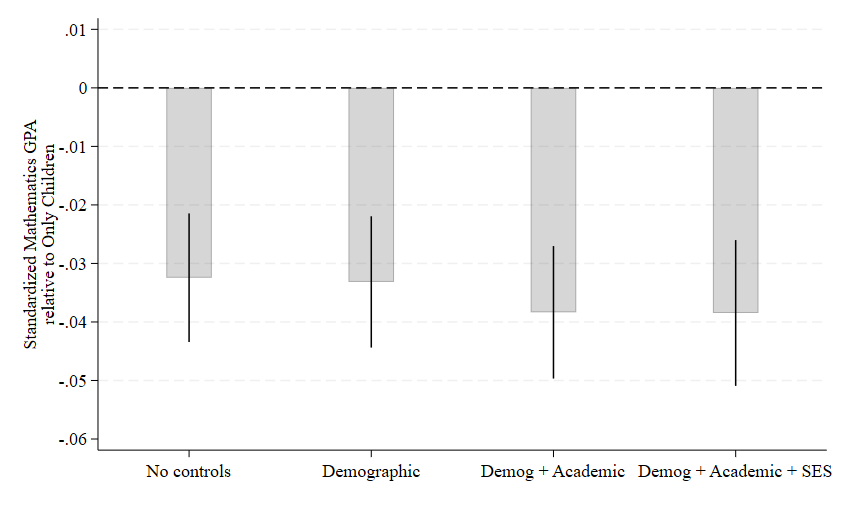 Standardized Mathematics GPA
relative to Only Children
.01
0
-.01
-.02
-.03
-.04
-.05
-.06
No controls
Demographic
Demog + Academic
Demog + Academic + SES